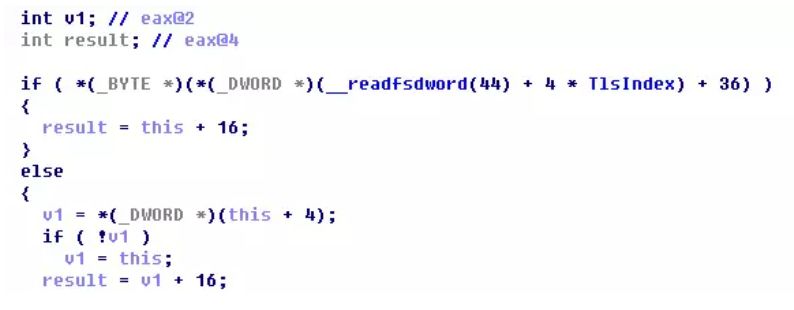 int v1; // eax@2
int result; // eax@4
if ( *(_BYTE *)(*(_DWORD *)(__readfsdword(44) + 4 * TlsIndex) + 36) )
{
result = this + 16;
}
else
{
v1 = *(_DWORD *)(this + 4);
if ( !v1 )
v1 = this;
result = v1 + 16;